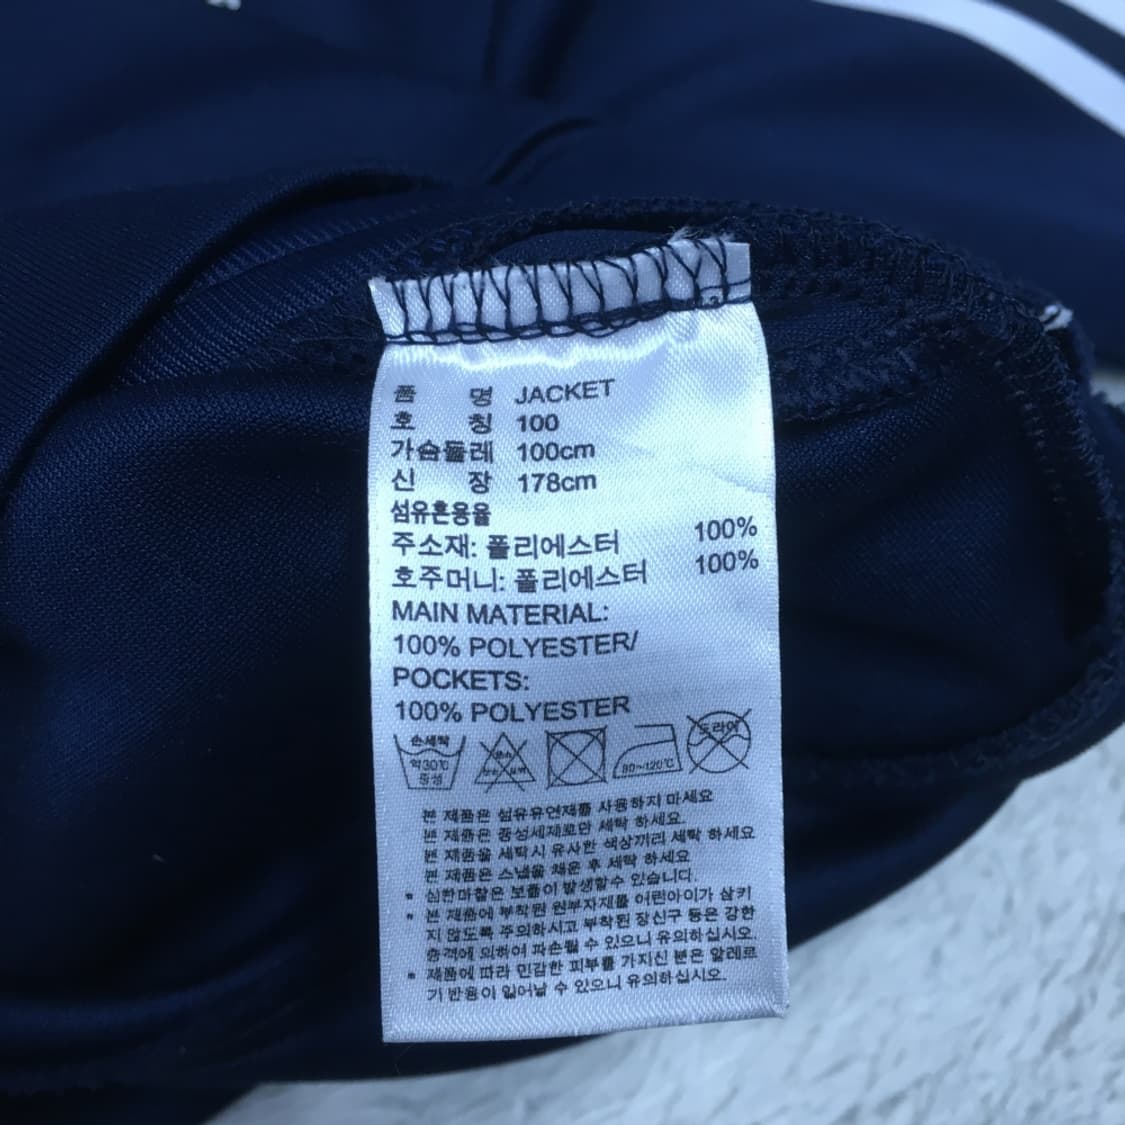 품 명 JACKET
호 칭 100
가슴둘레 100cm
신 장 178cm
섬유혼용율
주소재: 폴리에스터 100%
호주머니: 폴리에스터 100%
MAIN MATERIAL:
100% POLYESTER/
POCKETS:
100% POLYESTER
손세탁 약30℃ 중성 80~120℃ 드라이
본 제품은 섬유유연제를 사용하지 마세요
본 제품은 중성세제로만 세탁 하세요.
본 제품을 세탁시 유사한 색상끼리 세탁 하세요
본 제품은 스냅을 채운 후 세탁 하세요
* 심한마찰은 보풀이 발생할수 있습니다.
* 본 제품에 부착된 원부자재를 어린아이가 삼키
지 않도록 주의하시고 부착된 장신구 등은 강한
충격에 의하여 파손될 수 있으니 유의하십시오.
* 제품에 따라 민감한 피부를 가지신 분은 알레르
기 반응이 일어날 수 있으니 유의하십시오.